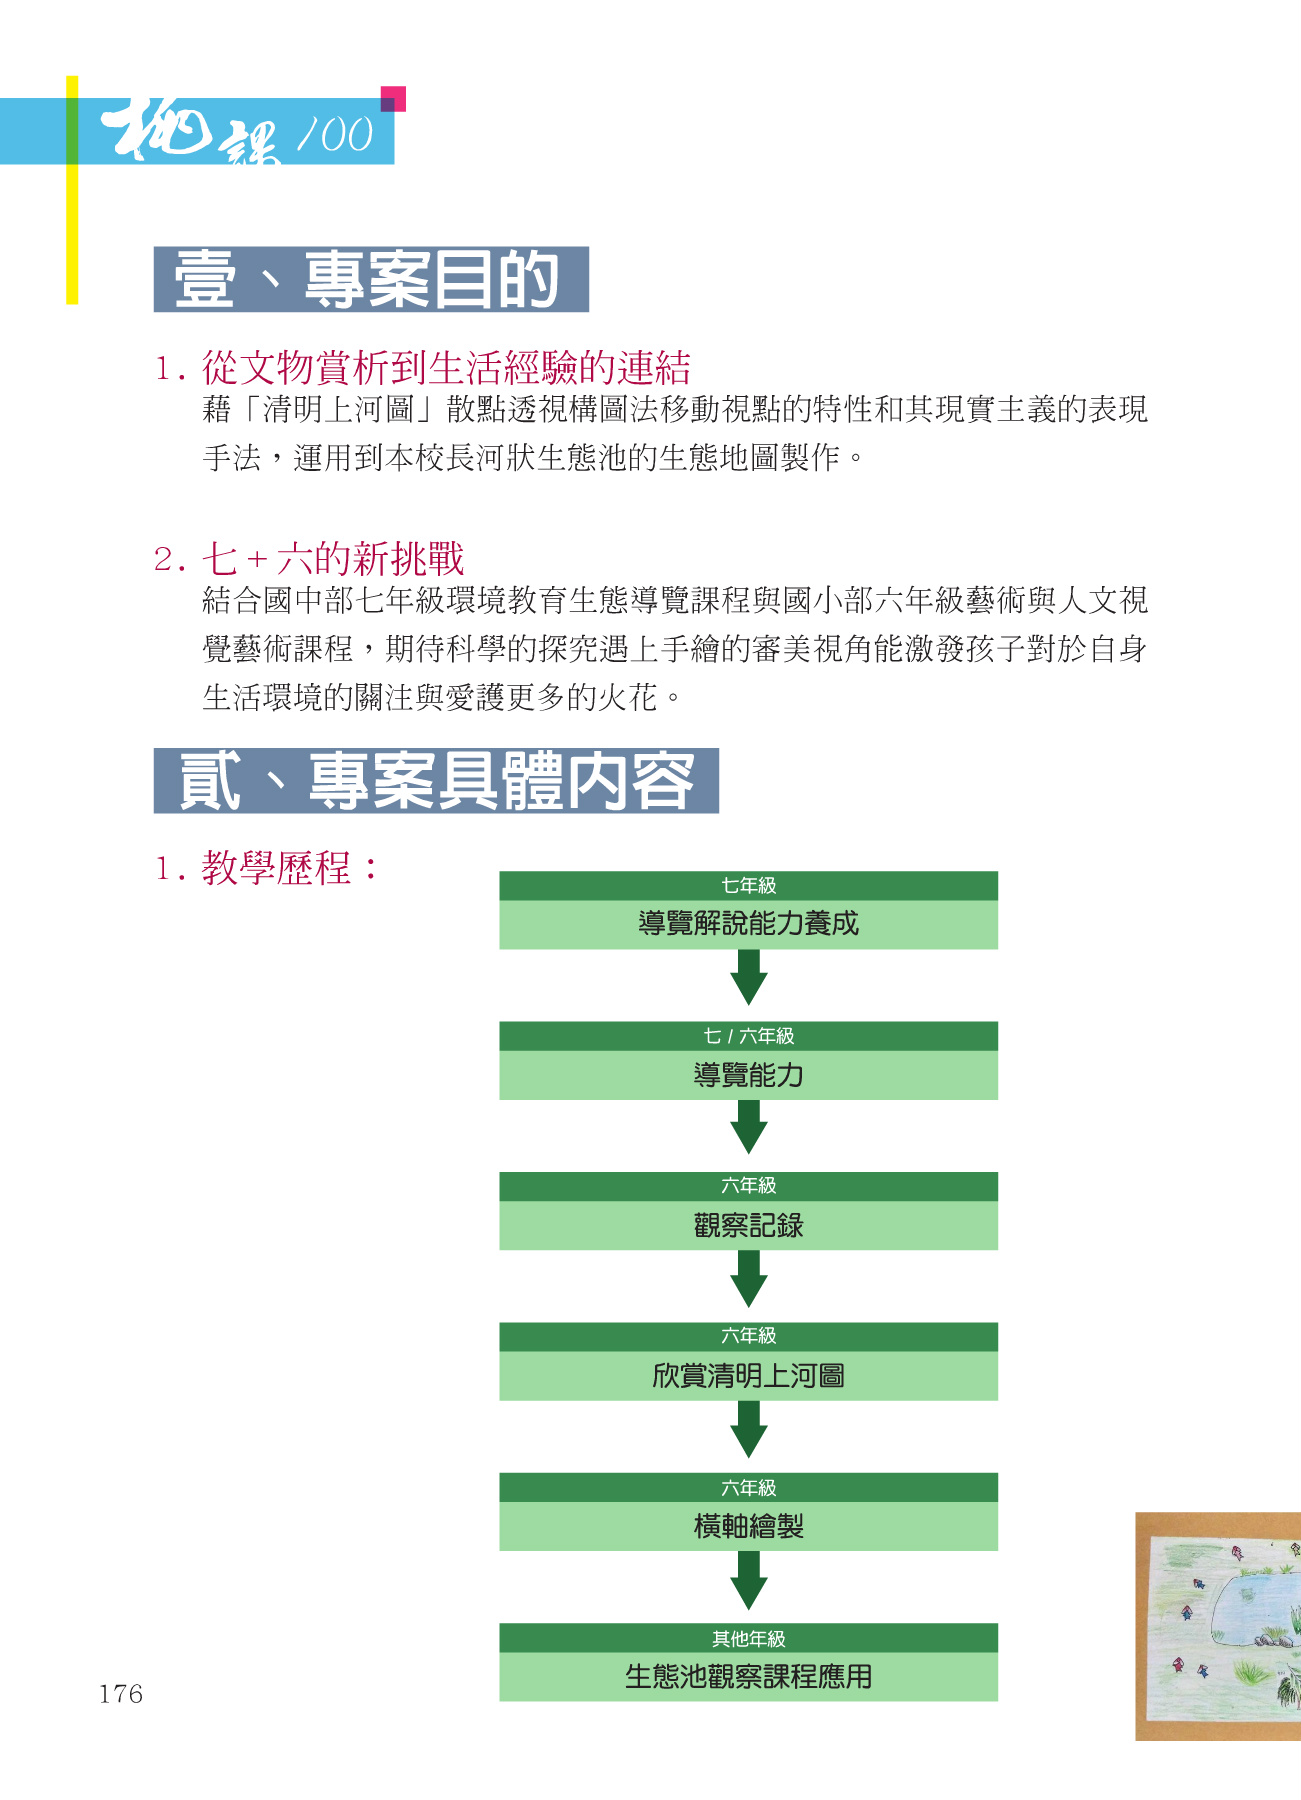 桃課100
壹、專案目的
1. 從文物賞析到生活經驗的連結
藉「清明上河圖」散點透視構圖法移動視點的特性和其現實主義的表現
手法，運用到本校長河狀生態池的生態地圖製作。
2. 七+六的新挑戰
結合國中部七年級環境教育生態導覽課程與國小部六年級藝術與人文視
覺藝術課程，期待科學的探究遇上手繪的審美視角能激發孩子對於自身
生活環境的關注與愛護更多的火花。
貳、專案具體內容
1. 教學歷程：
七年級
導覽解說能力養成
七 / 六年級
導覽能力
六年級
觀察記錄
六年級
欣賞清明上河圖
六年級
橫軸繪製
其他年級
生態池觀察課程應用
176